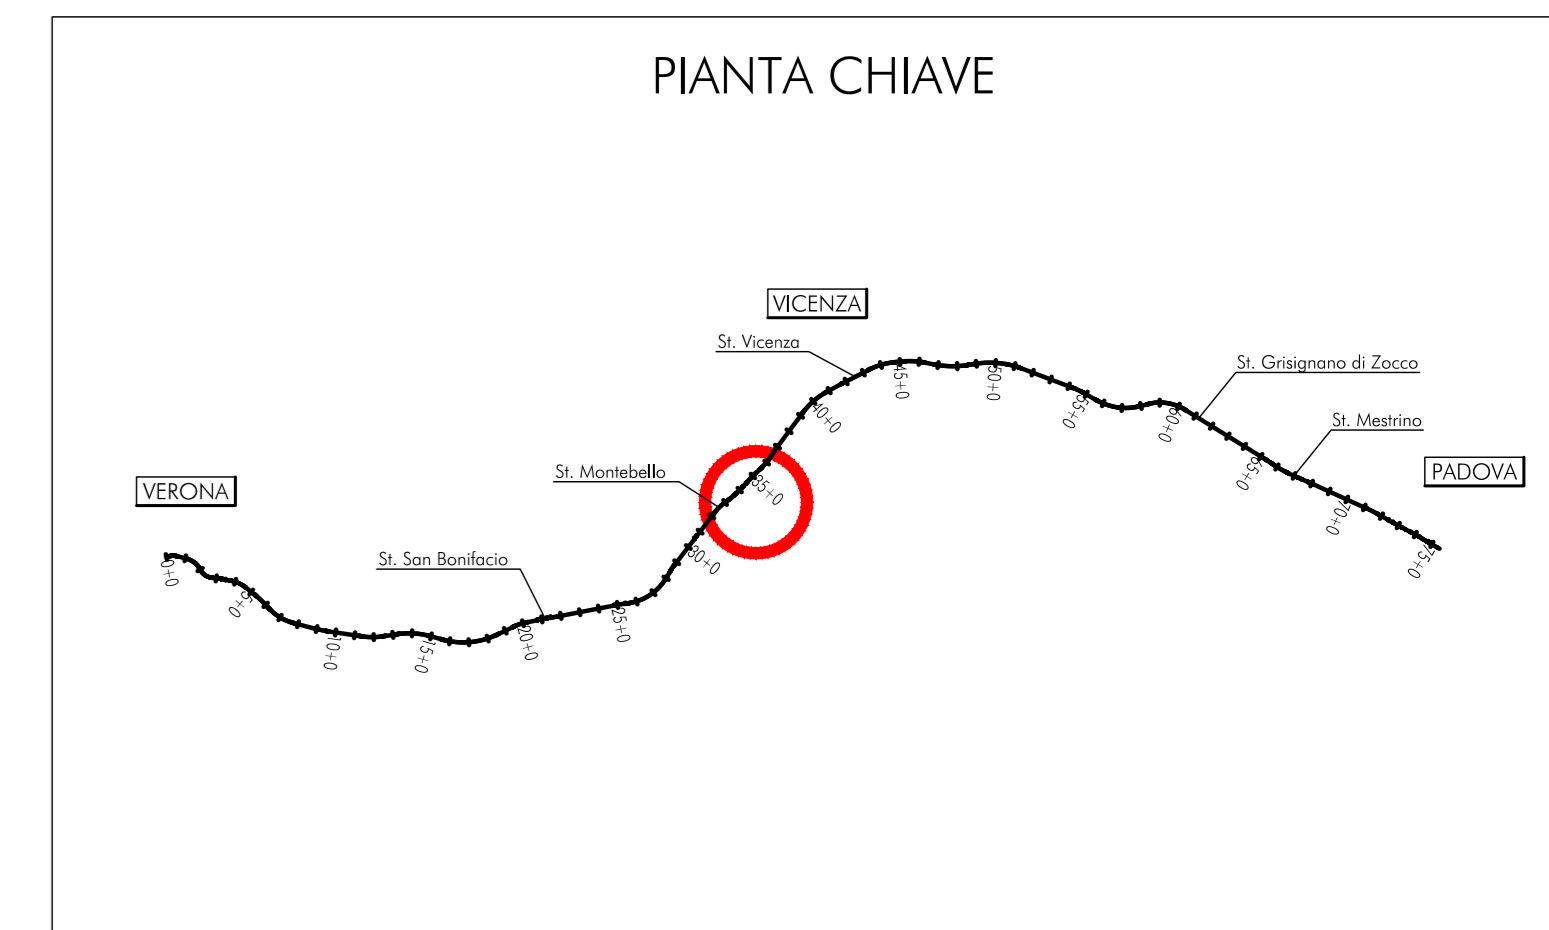 PIANTA CHIAVE
VICENZA
St. Vicenza
St. Grisignano di Zocco
St. Mestrino
St. Montebello
PADOVA
VERONA
St. San Bonifacio
0+0
5+0
10+0
15+0
20+0
25+0
30+0
35+0
40+0
45+0
50+0
55+0
60+0
65+0
70+0
75+0